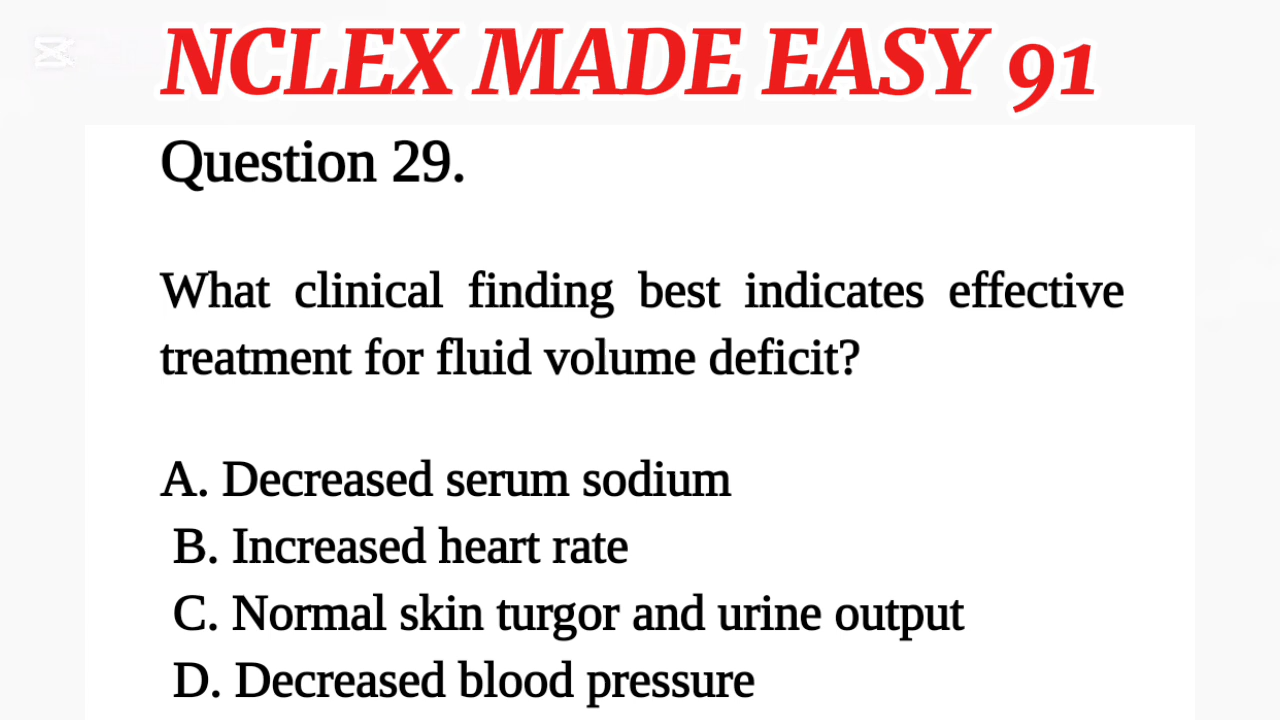 NCLEX MADE EASY 91
Question 29.
What clinical finding best indicates effective
treatment for fluid volume deficit?
A. Decreased serum sodium
B. Increased heart rate
C. Normal skin turgor and urine output
D. Decreased blood pressure